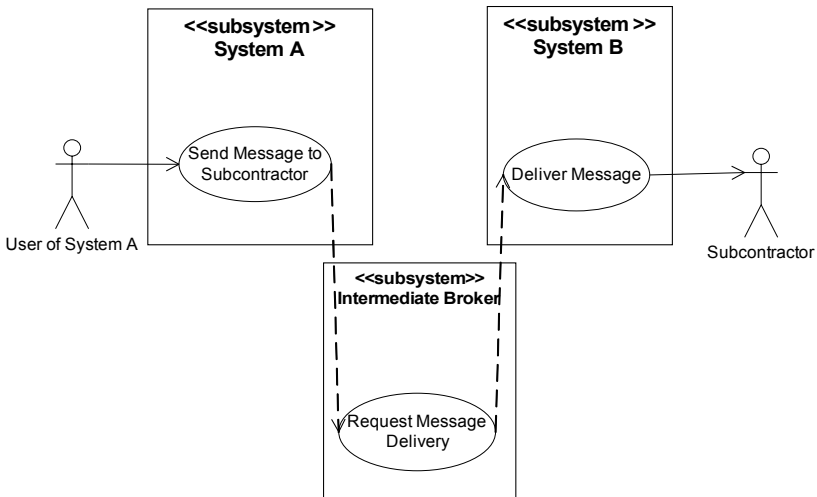 <<subsystem>>
System A
<<subsystem >>
System B
Send Message to
Subcontractor
Deliver Message
User of System A
Subcontractor
<<subsystem>>
Intermediate Broker
Request Message
Delivery